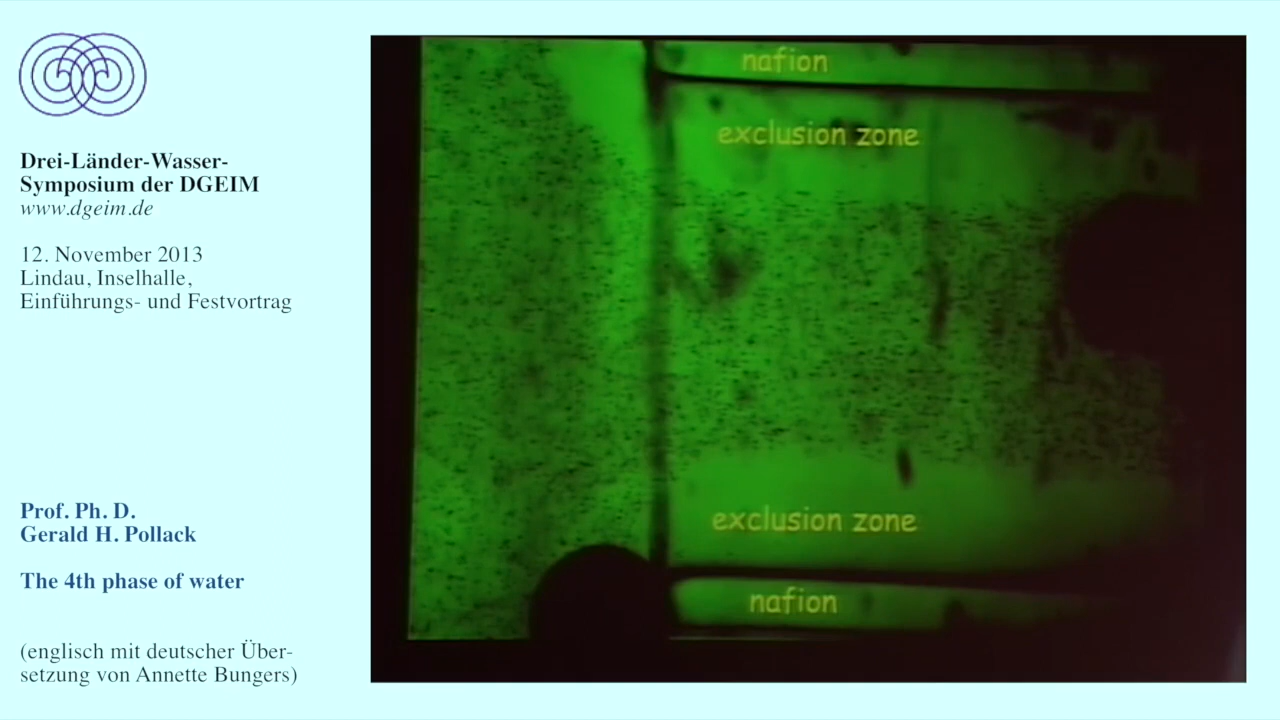 Drei-Länder-Wasser-
Symposium der DGEIM
www.dgeim.de
12. November 2013
Lindau, Inselhalle,
Einführungs- und Festvortrag
Prof. Ph. D.
Gerald H. Pollack
The 4th phase of water
(englisch mit deutscher Über-
setzung von Annette Bungers)
nafion
exclusion zone
exclusion zone
nafion